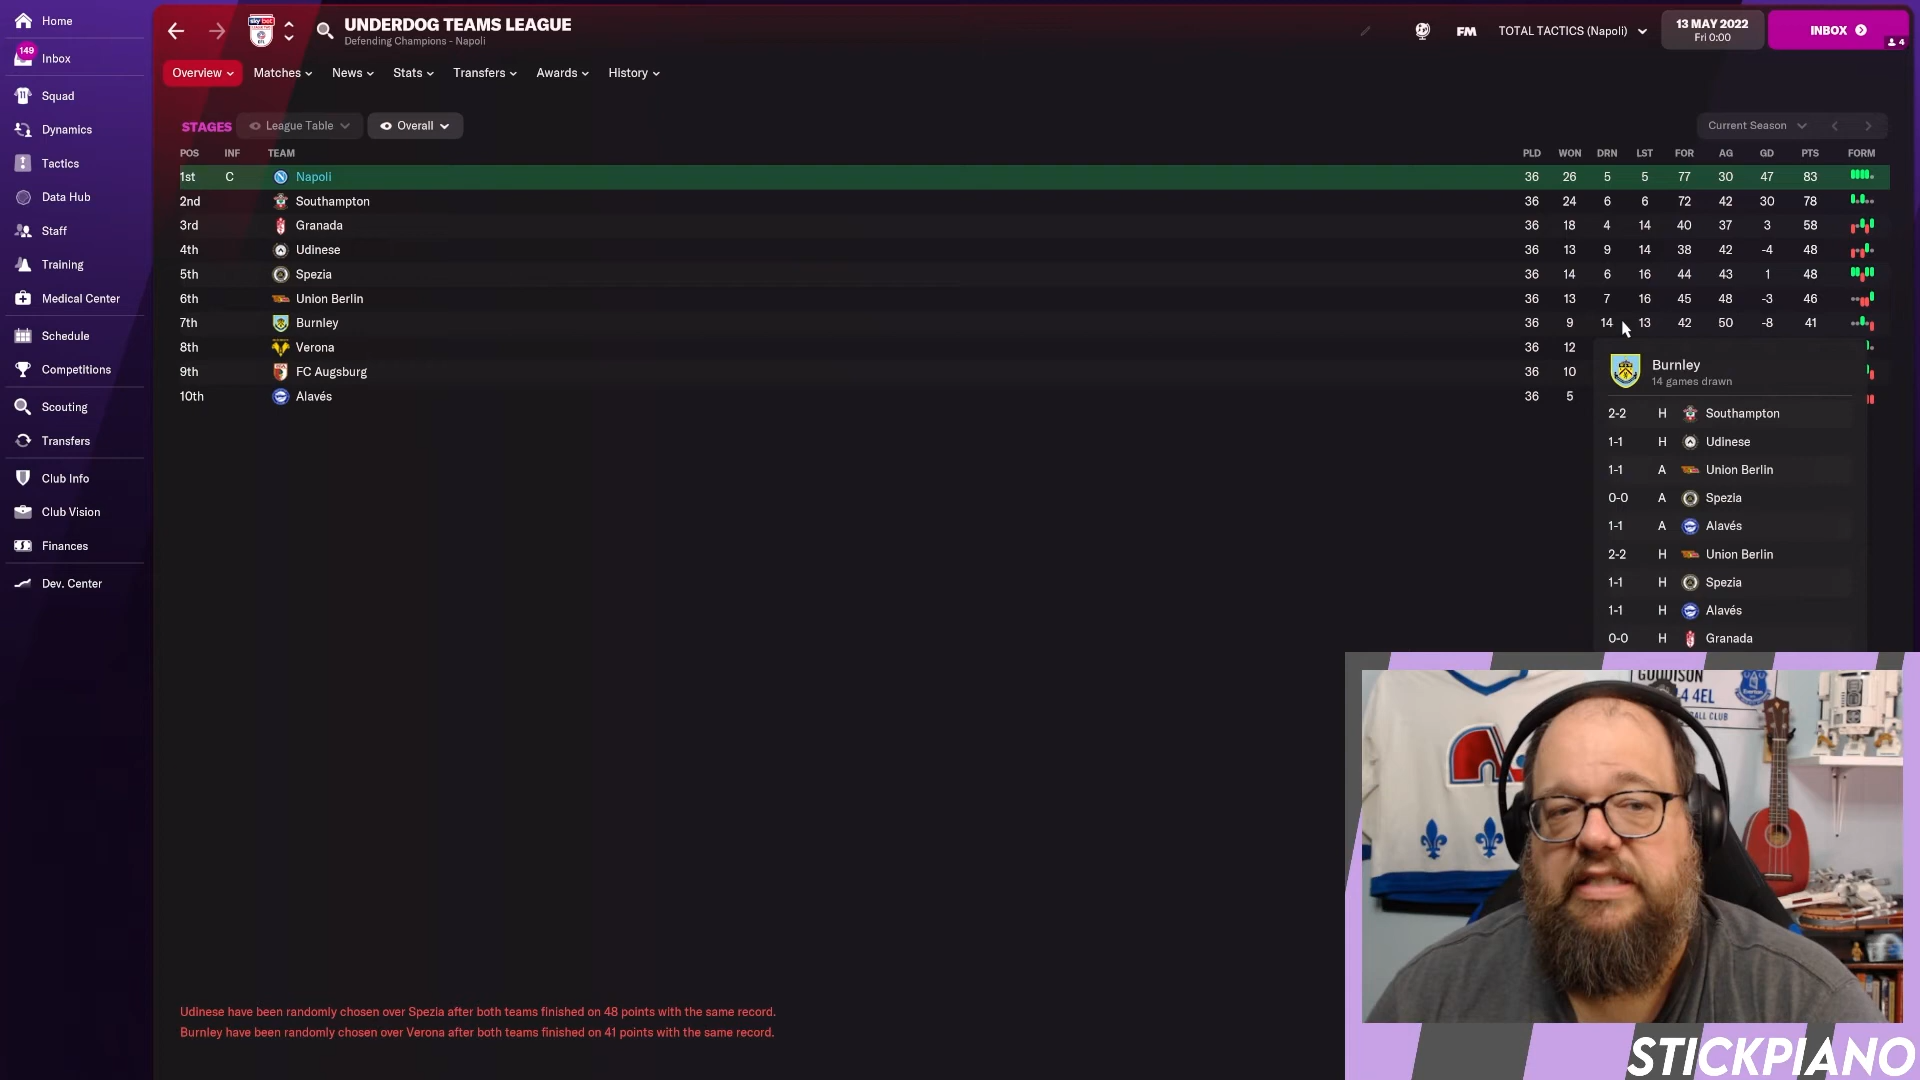 Home
149
Inbox
Squad
Dynamics
Tactics
Data Hub
Staff
Training
Medical Center
Schedule
Competitions
Scouting
Transfers
Club Info
Club Vision
Finances
Dev. Center
sky bet
EFL
UNDERDOG TEAMS LEAGUE
Defending Champions - Napoli
FM
TOTAL TACTICS (Napoli)
13 MAY 2022
Fri 0:00
INBOX
4
Overview Matches News Stats Transfers Awards History
STAGES League Table Overall
Current Season
POS INF TEAM PLD WON DRN LST FOR AG GD PTS FORM
1st C Napoli 36 26 5 5 77 30 47 83
2nd Southampton 36 24 6 6 72 42 30 78
3rd Granada 36 18 4 14 40 37 3 58
4th Udinese 36 13 9 14 38 42 -4 48
5th Spezia 36 14 6 16 44 43 1 48
6th Union Berlin 36 13 7 16 45 48 -3 46
7th Burnley 36 9 14 13 42 50 -8 41
8th Verona 36 12
9th FC Augsburg 36 10
10th Alavés 36 5
Burnley
14 games drawn
2-2 H Southampton
1-1 H Udinese
1-1 A Union Berlin
0-0 A Spezia
1-1 A Alavés
2-2 H Union Berlin
1-1 H Spezia
1-1 H Alavés
0-0 H Granada
GOODISON
4 4EL
Everton
Udinese have been randomly chosen over Spezia after both teams finished on 48 points with the same record.
Burnley have been randomly chosen over Verona after both teams finished on 41 points with the same record.
STICKPIANO